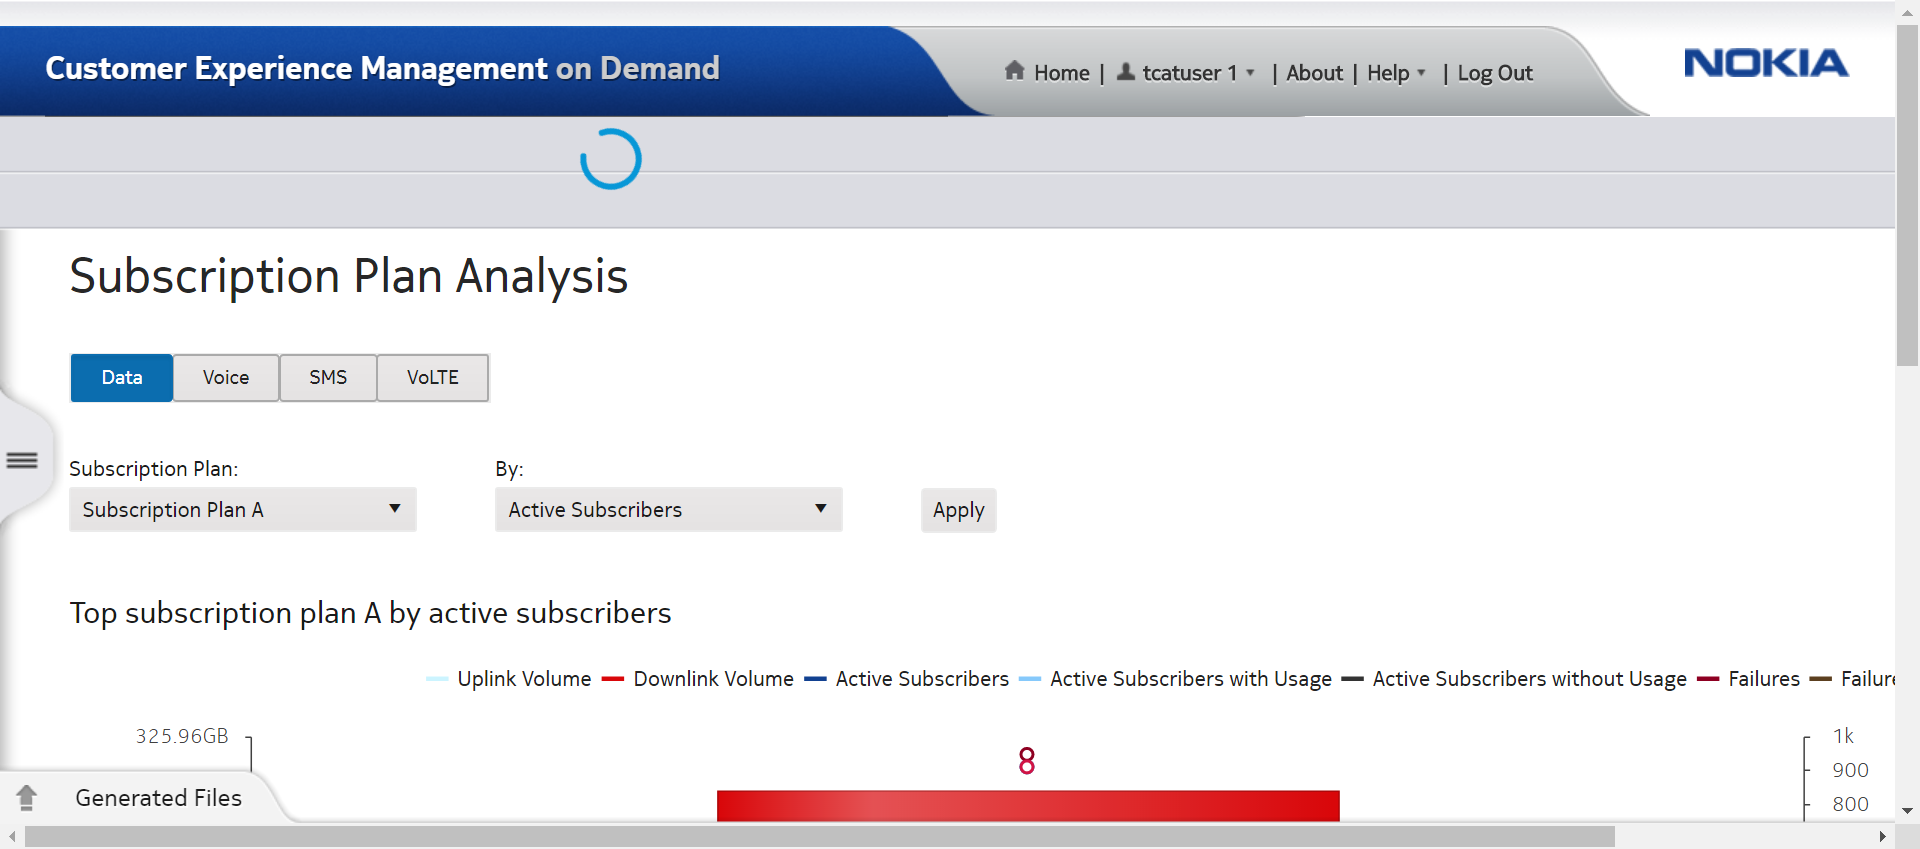 Customer Experience Management on Demand
Home | tcatuser 1 | About | Help | Log Out
NOKIA
Subscription Plan Analysis
Data Voice SMS VoLTE
Subscription Plan: By:
Subscription Plan A Active Subscribers Apply
Top subscription plan A by active subscribers
Uplink Volume Downlink Volume Active Subscribers Active Subscribers with Usage Active Subscribers without Usage Failures
325.96GB 1k
8
900
Generated Files 800